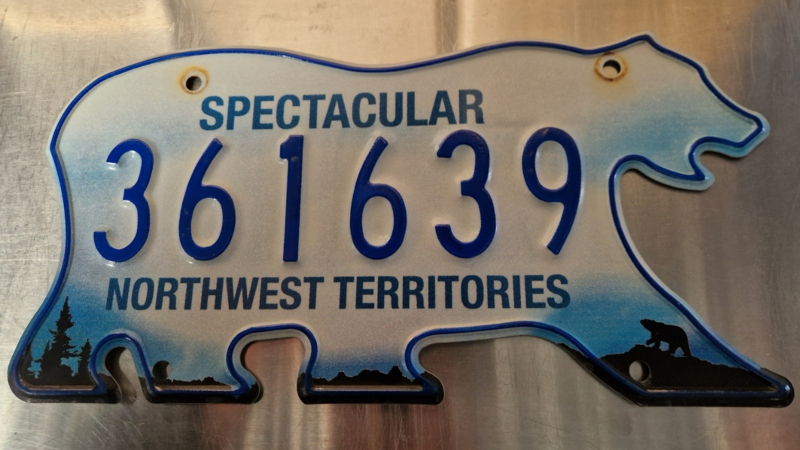 SPECTACULAR
361639
NORTHWEST TERRITORIES